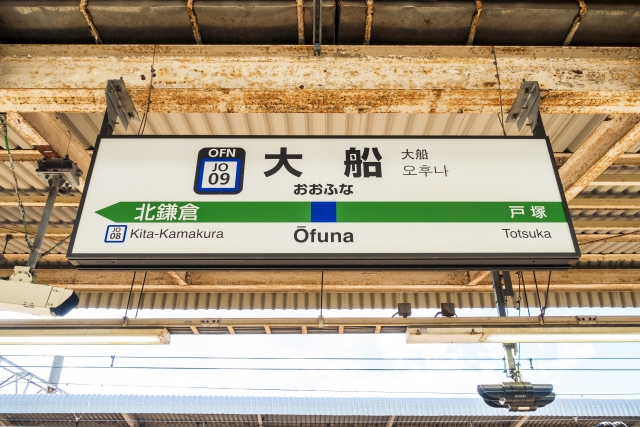 OFN
JO
09
大船
大船
오후나
おおふな
北鎌倉
戸塚
JO
08
Kita-Kamakura
Ōfuna
Totsuka